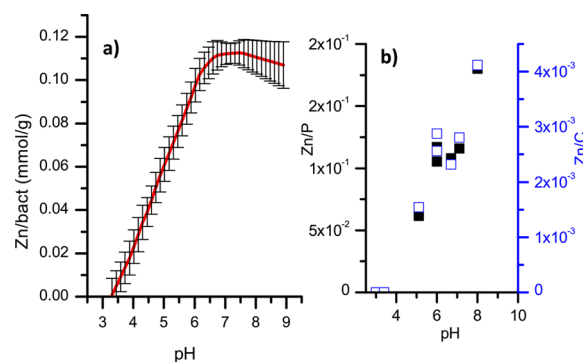 a)
Zn/bact (mmol/g)
0.12
0.10
0.08
0.06
0.04
0.02
0.00
3 4 5 6 7 8 9
pH
b)
Zn/P
2x10⁻¹
2x10⁻¹
1x10⁻¹
5x10⁻²
0
4 6 8 10
pH
4x10⁻³
3x10⁻³
2x10⁻³
1x10⁻³
0
Zn/C